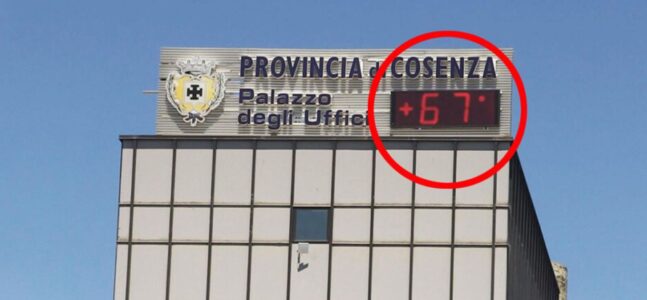 PROVINCIA di COSENZA
Palazzo
degli Uffici
+67°